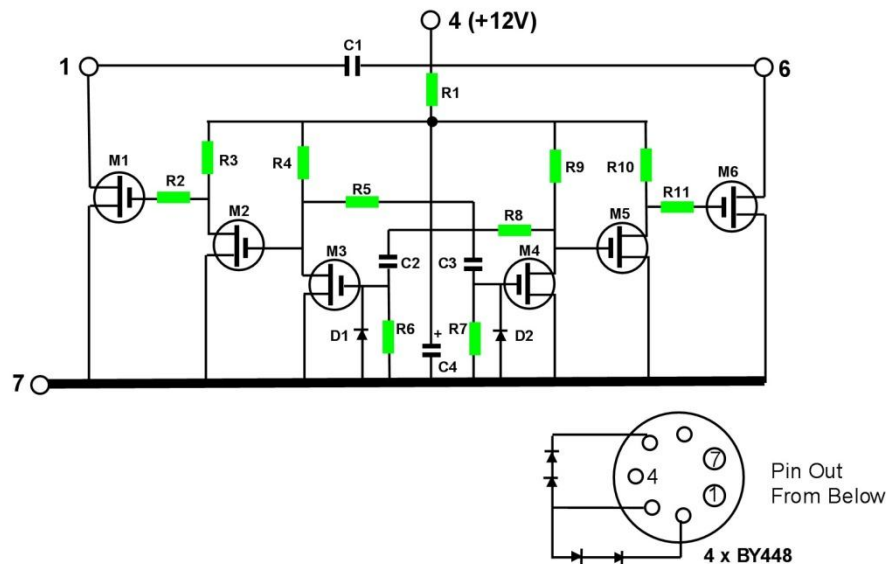 4 (+12V)
C1
1
6
R1
R3
R4
R9
R10
M1
M6
R2
R5
R11
R8
M2
M5
M3
C2
C3
M4
D1
R6
+
R7
D2
C4
7
7
4
1
Pin Out
From Below
4 x BY448